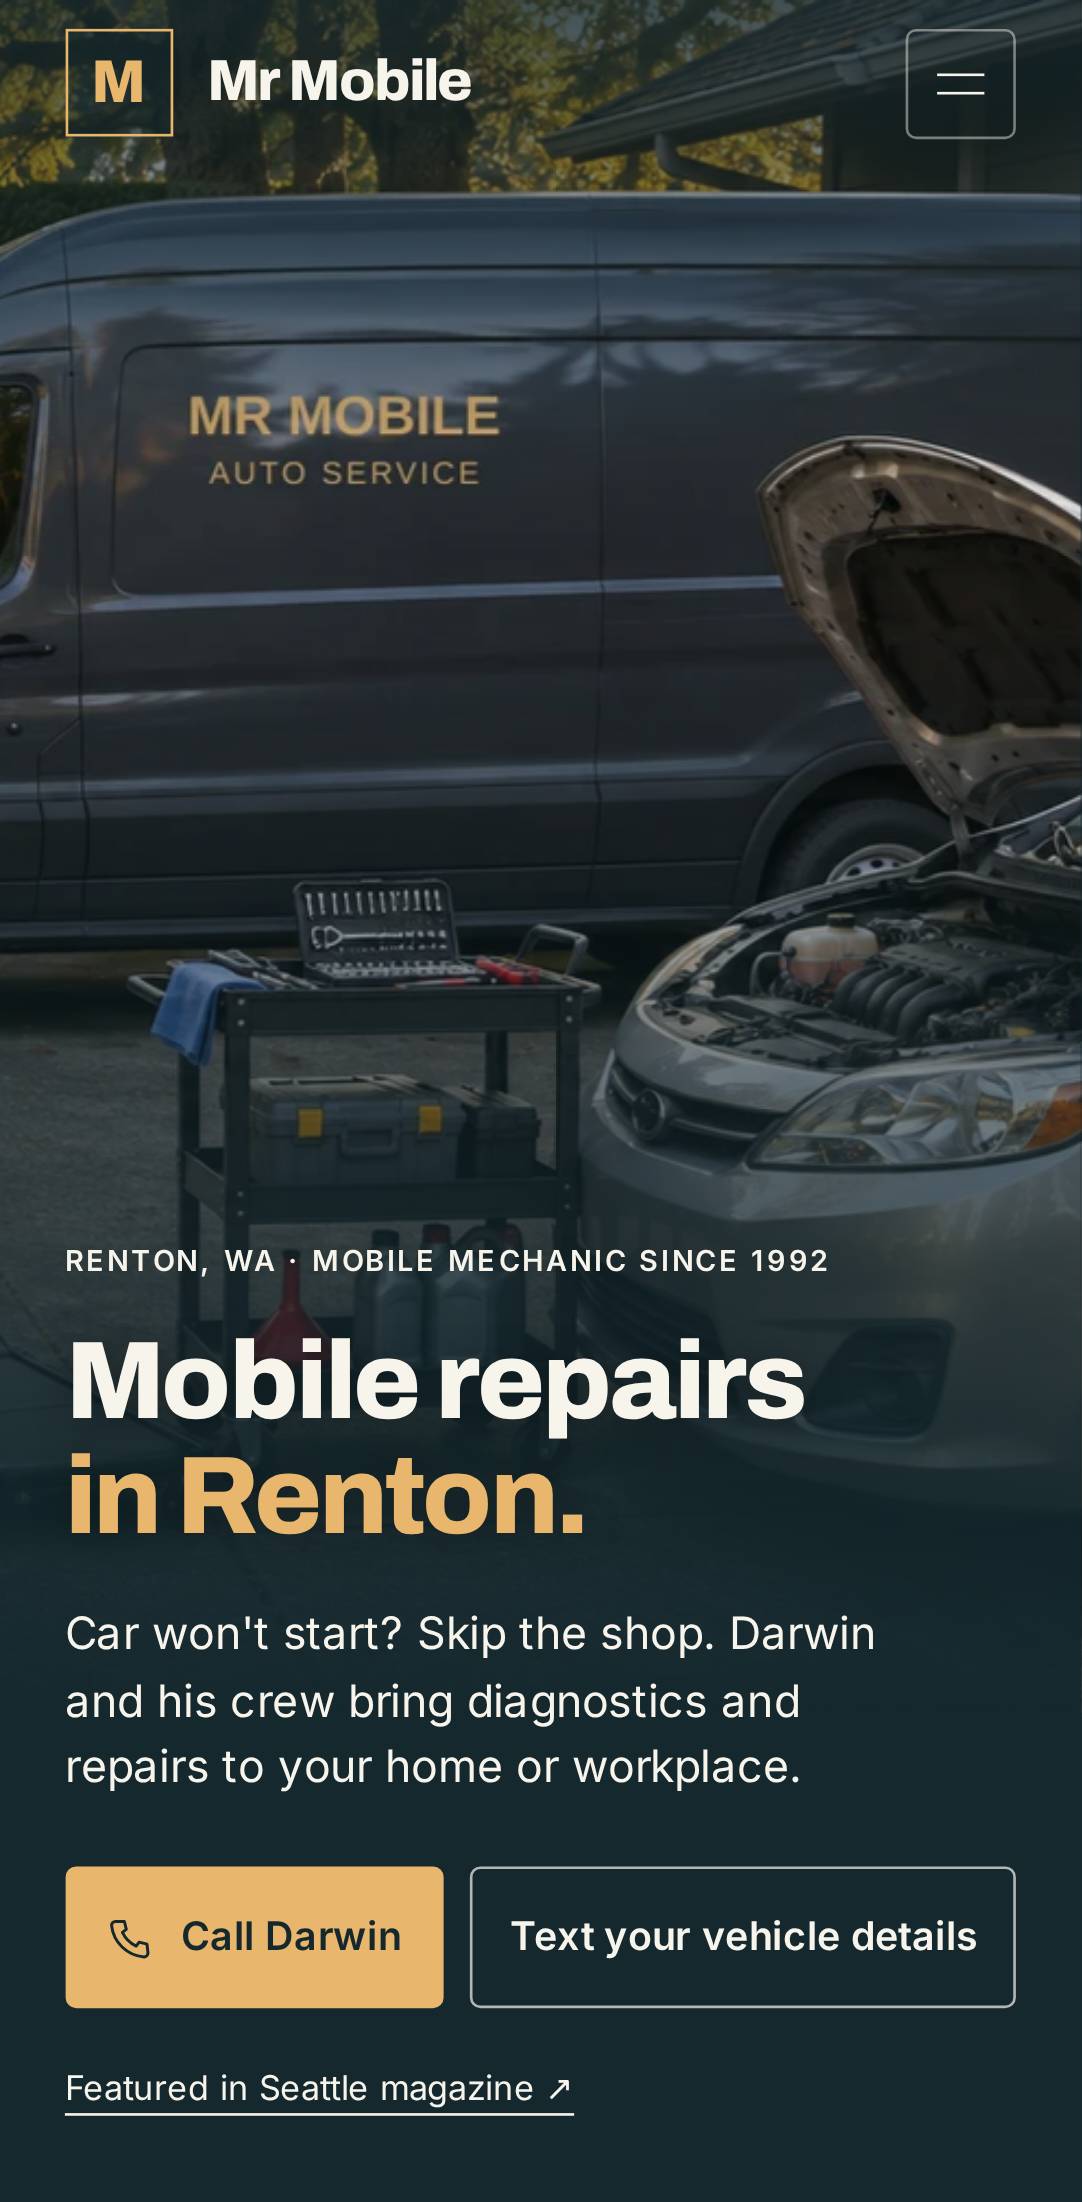 M
Mr Mobile
MR MOBILE
AUTO SERVICE
RENTON, WA · MOBILE MECHANIC SINCE 1992
Mobile repairs
in Renton.
Car won't start? Skip the shop. Darwin
and his crew bring diagnostics and
repairs to your home or workplace.
Call Darwin
Text your vehicle details
Featured in Seattle magazine ↗